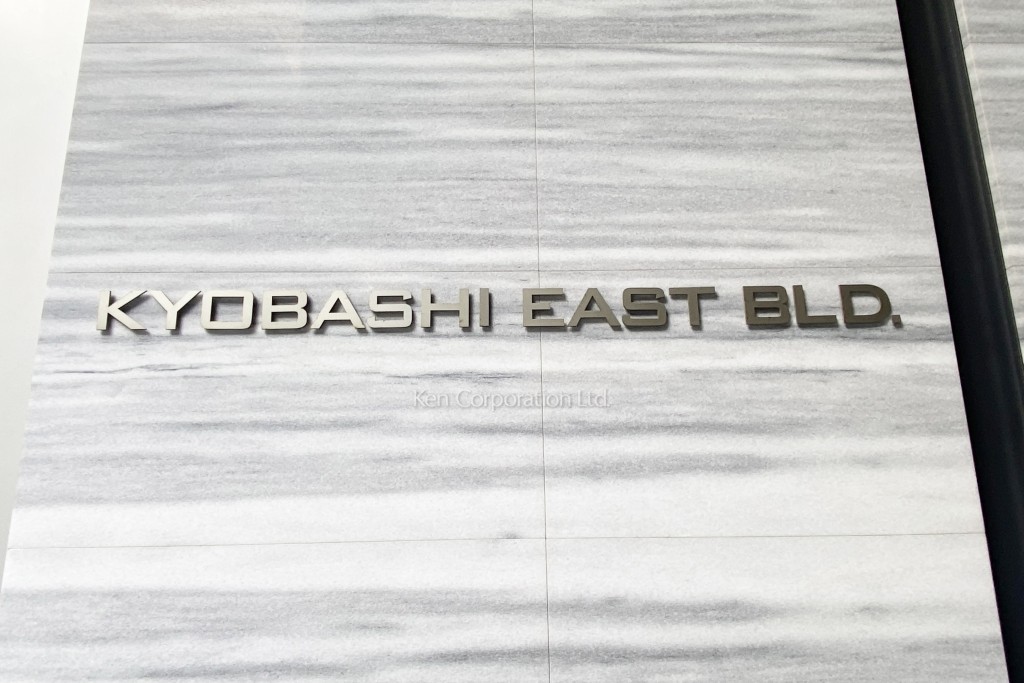 KYOBASHI EAST BLD.
Ken Corporation Ltd.